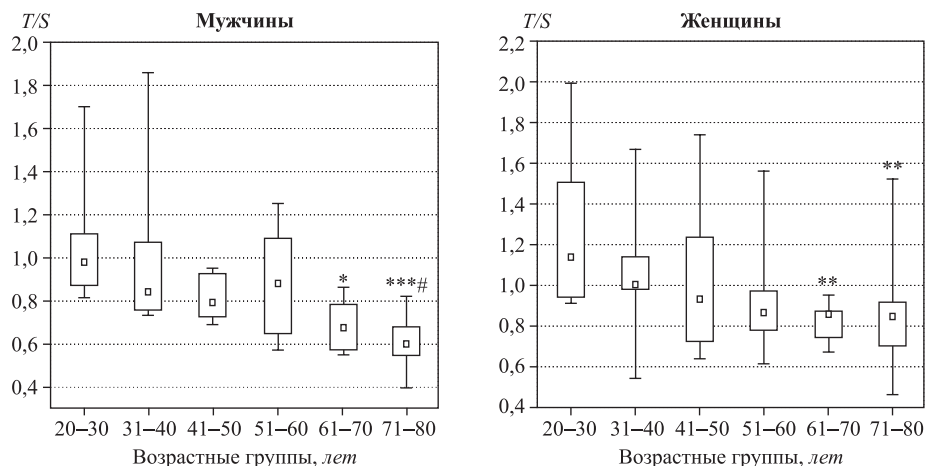 T/S
Мужчины
2,0
1,8
1,6
1,4
1,2
1,0
0,8
0,6
0,4
*
***#
20–30 31–40 41–50 51–60 61–70 71–80
Возрастные группы, лет
T/S
Женщины
2,2
2,0
1,8
1,6
1,4
1,2
1,0
0,8
0,6
0,4
**
**
20–30 31–40 41–50 51–60 61–70 71–80
Возрастные группы, лет